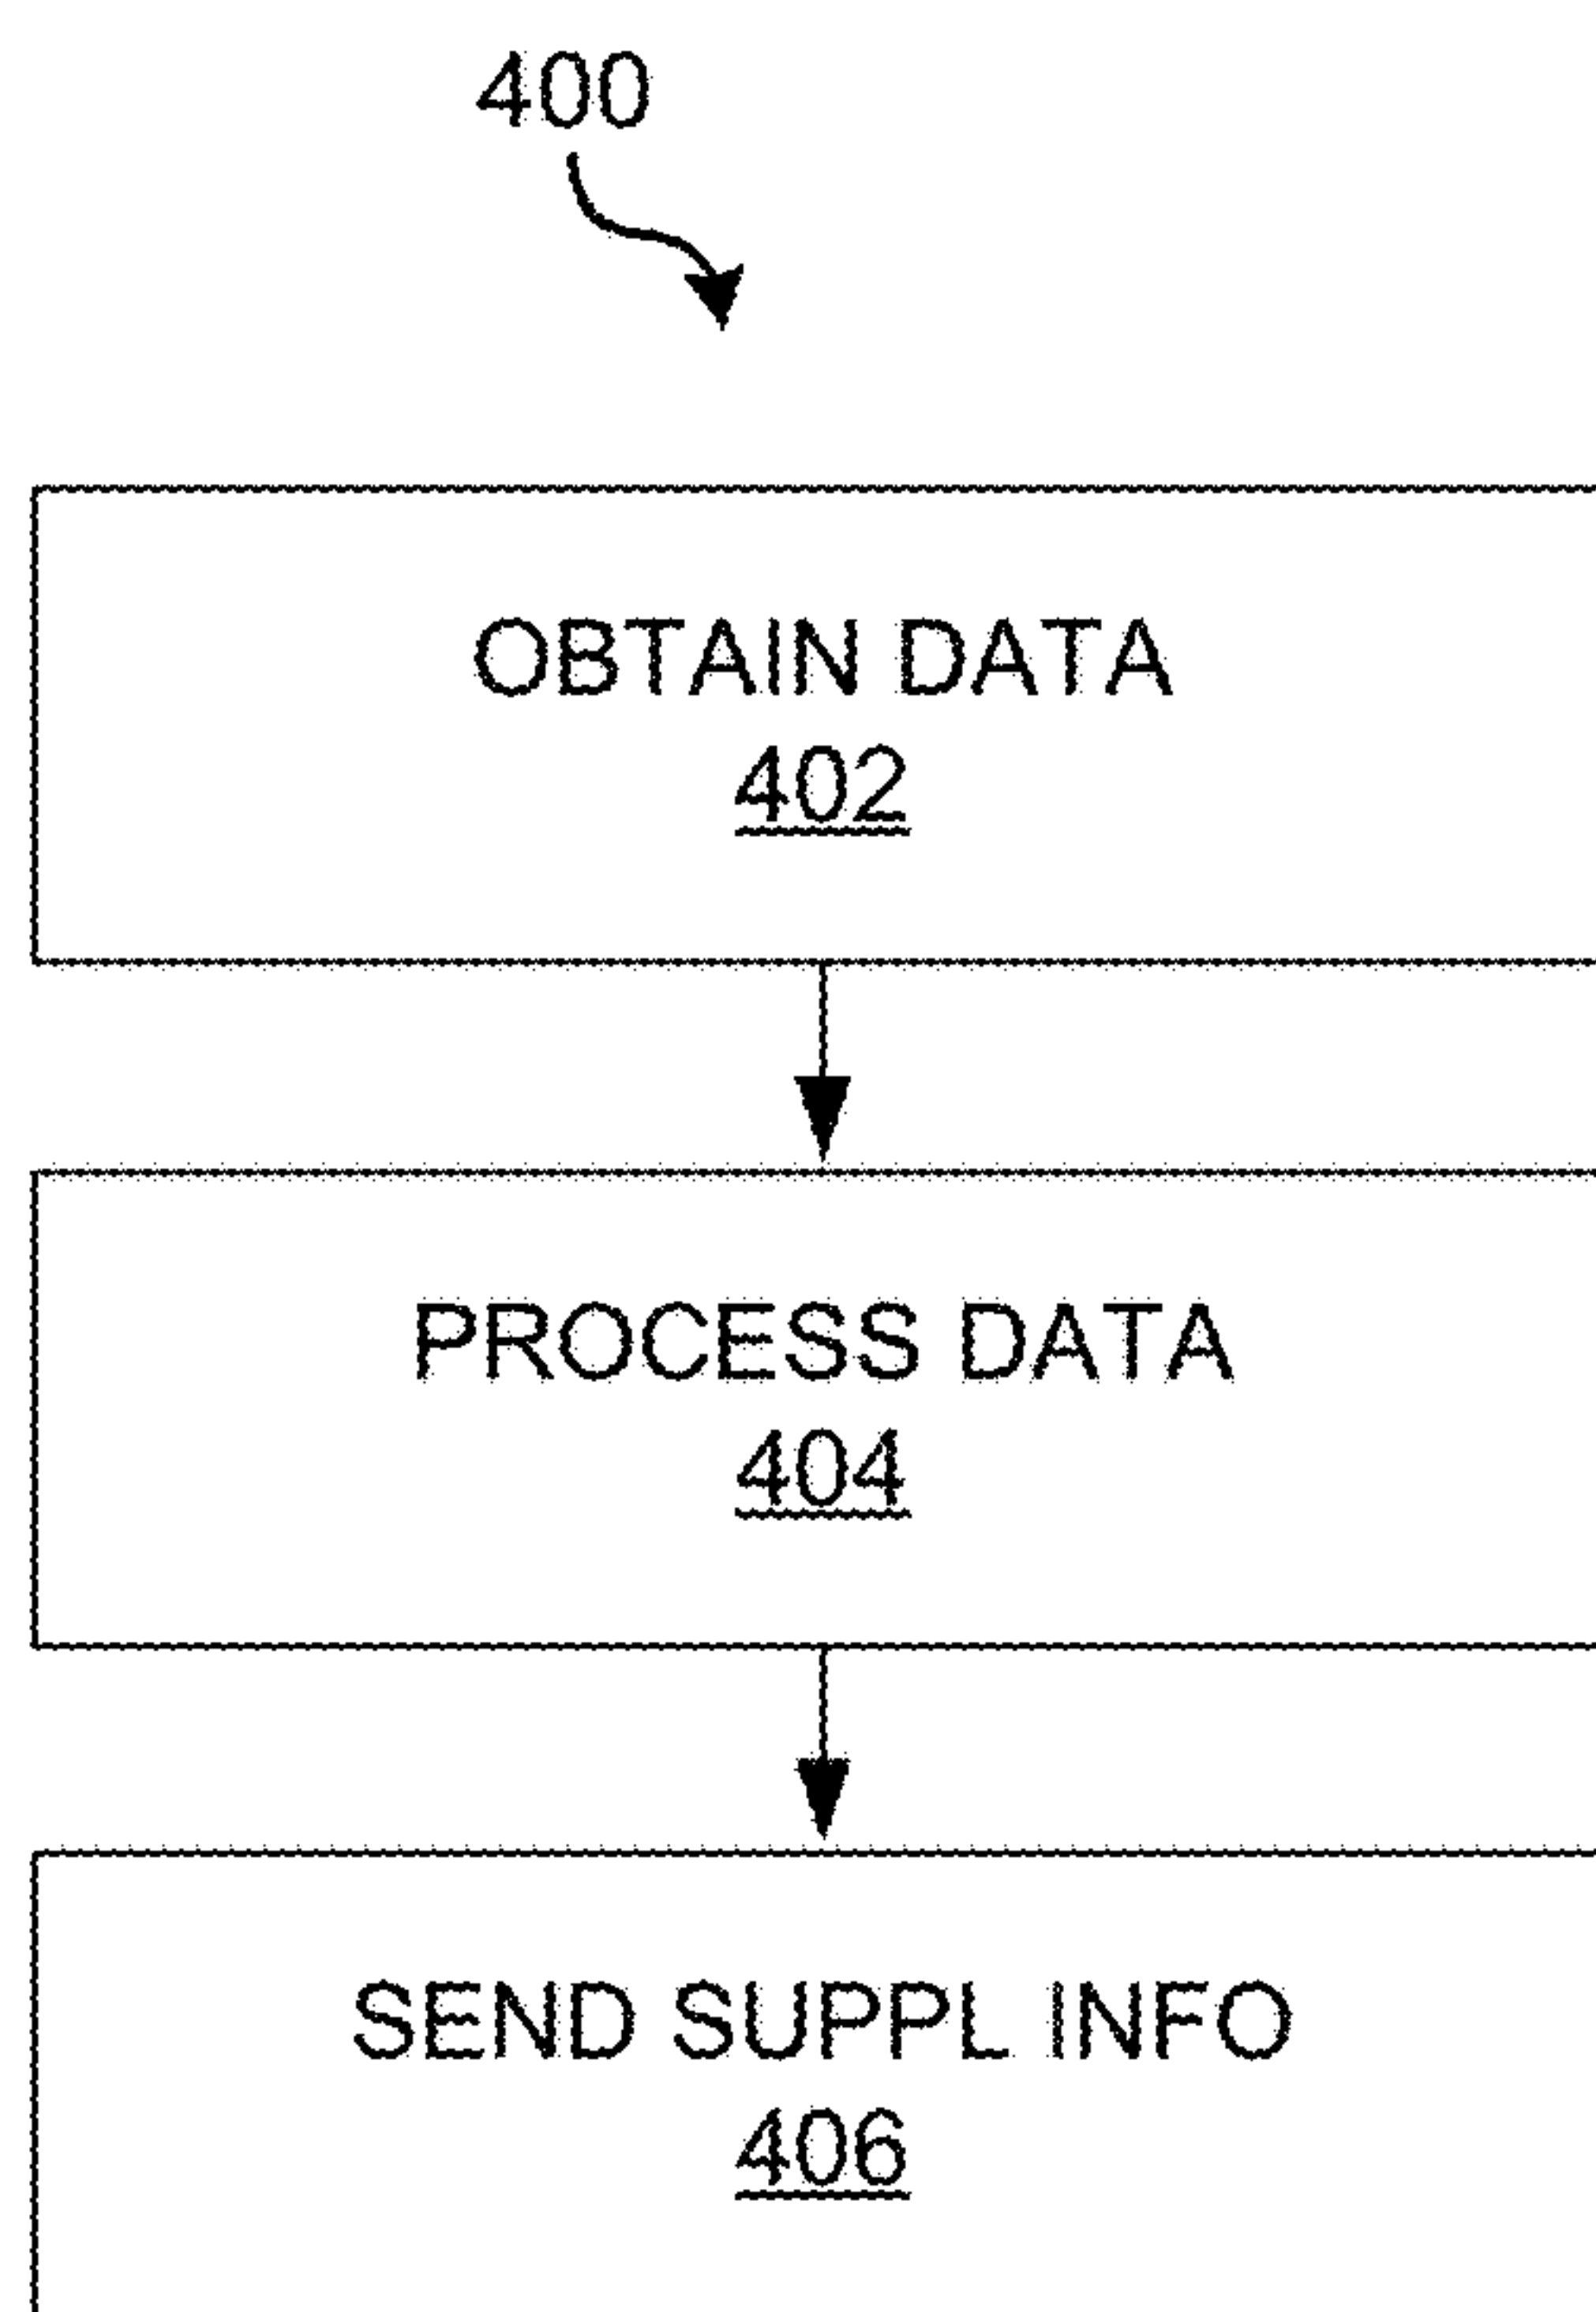 400
OBTAIN DATA
402
PROCESS DATA
404
SEND SUPPL INFO
406